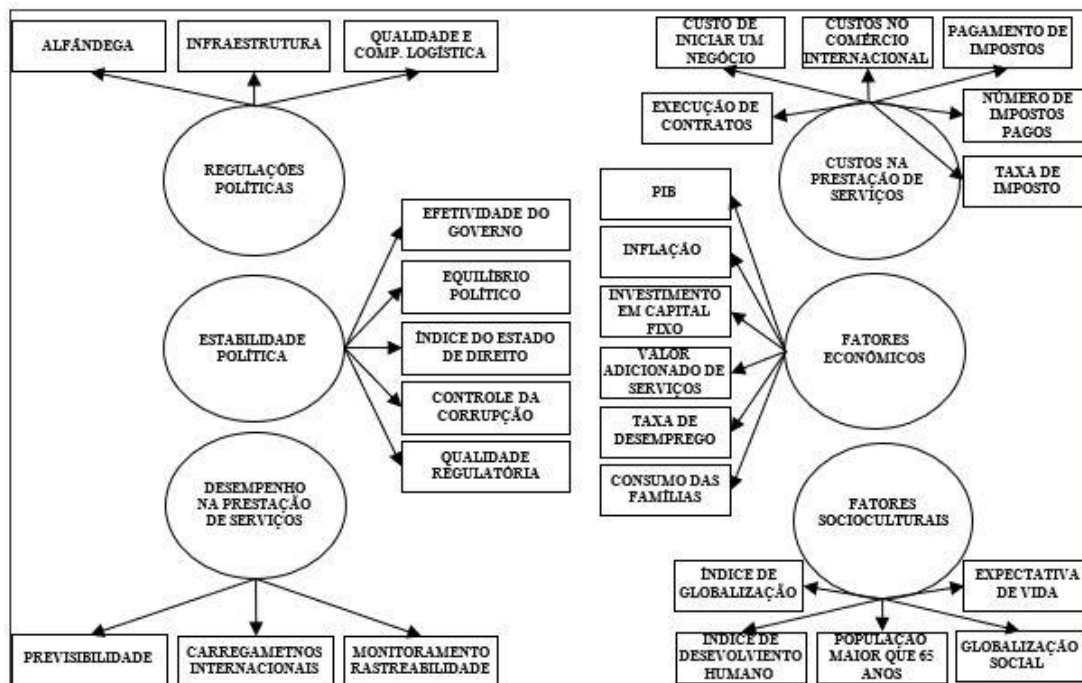 ALFÂNDEGA
INFRAESTRUTURA
QUALIDADE E
COMP. LOGÍSTICA
REGULAÇÕES
POLÍTICAS
CUSTO DE
INICIAR UM
NEGÓCIO
CUSTOS NO
COMÉRCIO
INTERNACIONAL
PAGAMENTO DE
IMPOSTOS
EXECUÇÃO DE
CONTRATOS
NÚMERO DE
IMPOSTOS
PAGOS
TAXA DE
IMPOSTO
CUSTOS NA
PRESTAÇÃO DE
SERVIÇOS
EFETIVIDADE DO
GOVERNO
EQUILÍBRIO
POLÍTICO
ÍNDICE DO ESTADO
DE DIREITO
CONTROLE DA
CORRUPÇÃO
QUALIDADE
REGULATÓRIA
ESTABILIDADE
POLÍTICA
PIB
INFLAÇÃO
INVESTIMENTO
EM CAPITAL
FIXO
VALOR
ADICIONADO DE
SERVIÇOS
TAXA DE
DESEMPREGO
CONSUMO DAS
FAMÍLIAS
FATORES
ECONÔMICOS
DESEMPENHO
NA PRESTAÇÃO
DE SERVIÇOS
PREVISIBILIDADE
CARREGAMETNOS
INTERNACIONAIS
MONITORAMENTO
RASTREABILIDADE
FATORES
SOCIOCULTURAIS
ÍNDICE DE
GLOBALIZAÇÃO
EXPECTATIVA
DE VIDA
ÍNDICE DE
DESEVOLVIENTO
HUMANO
POPULAÇÃO
MAIOR QUE 65
ANOS
GLOBALIZAÇÃO
SOCIAL